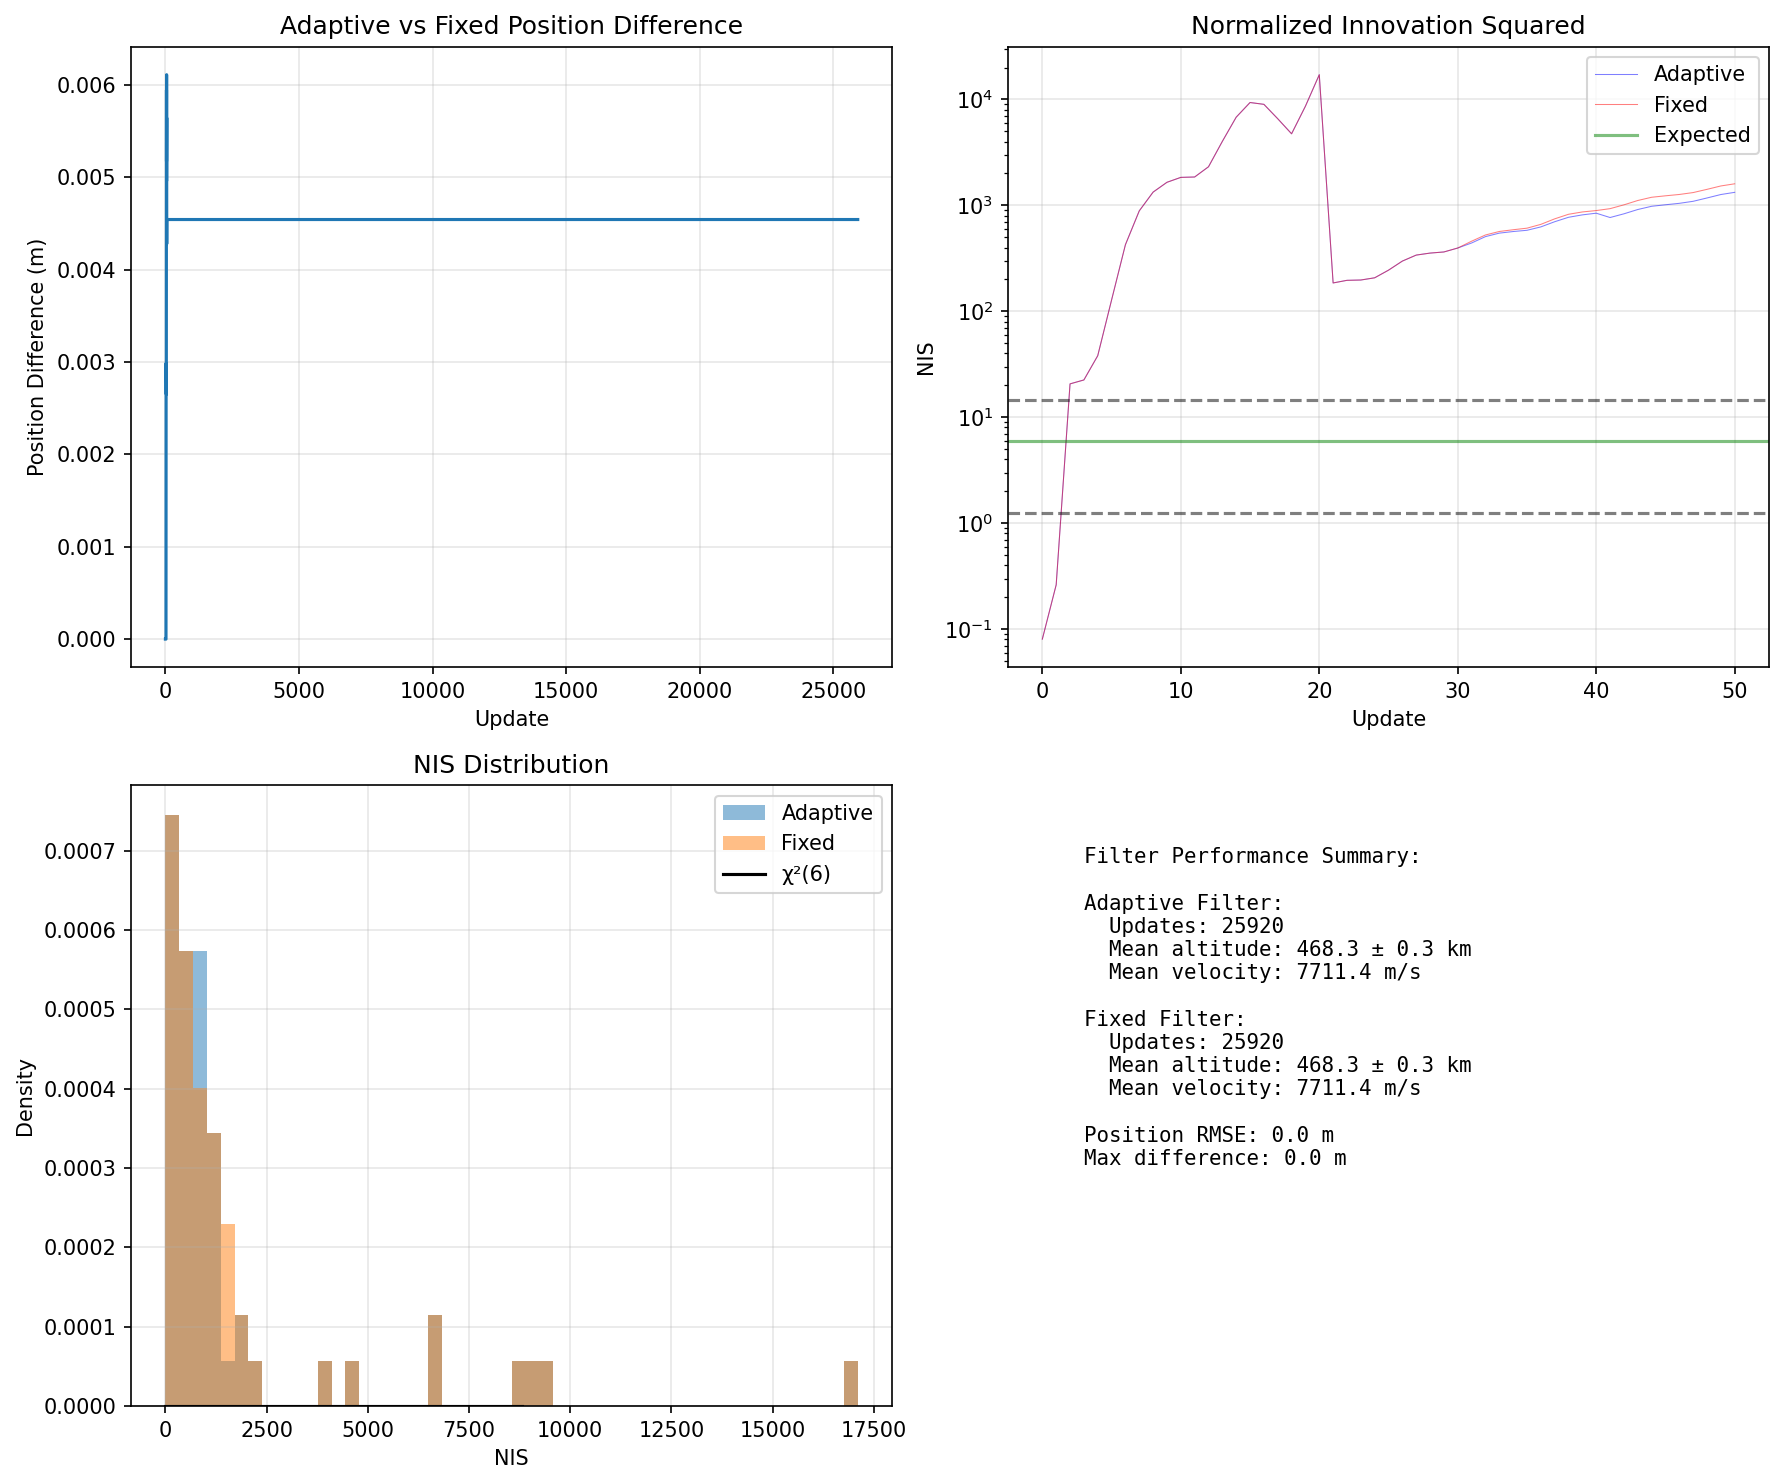 Adaptive vs Fixed Position Difference
Position Difference (m)
0.006
0.005
0.004
0.003
0.002
0.001
0.000
0 5000 10000 15000 20000 25000
Update
Normalized Innovation Squared
NIS
10⁴
10³
10²
10¹
10⁰
10⁻¹
Adaptive
Fixed
Expected
0 10 20 30 40 50
Update
NIS Distribution
Density
0.0007
0.0006
0.0005
0.0004
0.0003
0.0002
0.0001
0.0000
Adaptive
Fixed
χ²(6)
0 2500 5000 7500 10000 12500 15000 17500
NIS
Filter Performance Summary:
Adaptive Filter:
Updates: 25920
Mean altitude: 468.3 ± 0.3 km
Mean velocity: 7711.4 m/s
Fixed Filter:
Updates: 25920
Mean altitude: 468.3 ± 0.3 km
Mean velocity: 7711.4 m/s
Position RMSE: 0.0 m
Max difference: 0.0 m